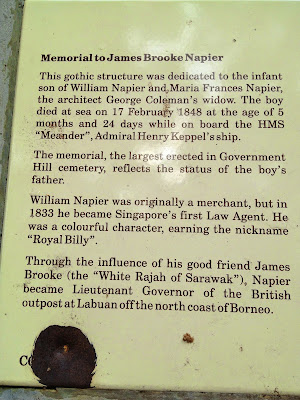 Memorial to James Brooke Napier
This gothic structure was dedicated to the infant
son of William Napier and Maria Frances Napier,
the architect George Coleman's widow. The boy
died at sea on 17 February 1848 at the age of 5
months and 24 days while on board the HMS
"Meander", Admiral Henry Keppel's ship.
The memorial, the largest erected in Government
Hill cemetery, reflects the status of the boy's
father.
William Napier was originally a merchant, but in
1833 he became Singapore's first Law Agent. He
was a colourful character, earning the nickname
"Royal Billy".
Through the influence of his good friend James
Brooke (the "White Rajah of Sarawak"), Napier
became Lieutenant Governor of the British
outpost at Labuan off the north coast of Borneo.